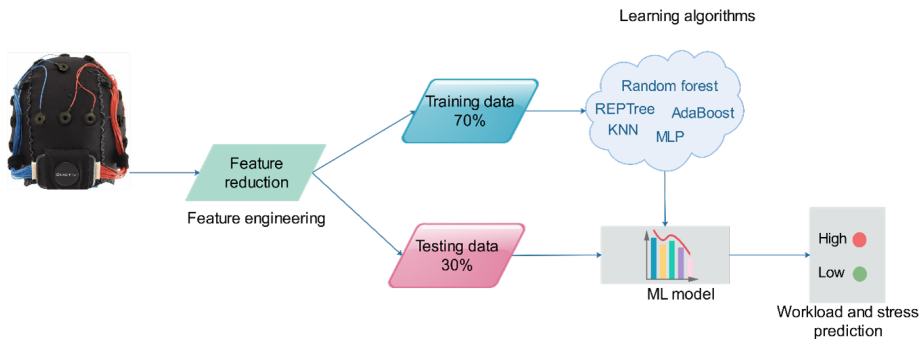 Learning algorithms
Random forest
REPTree
AdaBoost
KNN
MLP
Training data
70%
Feature
reduction
Feature engineering
Testing data
30%
ML model
High
Low
Workload and stress
prediction